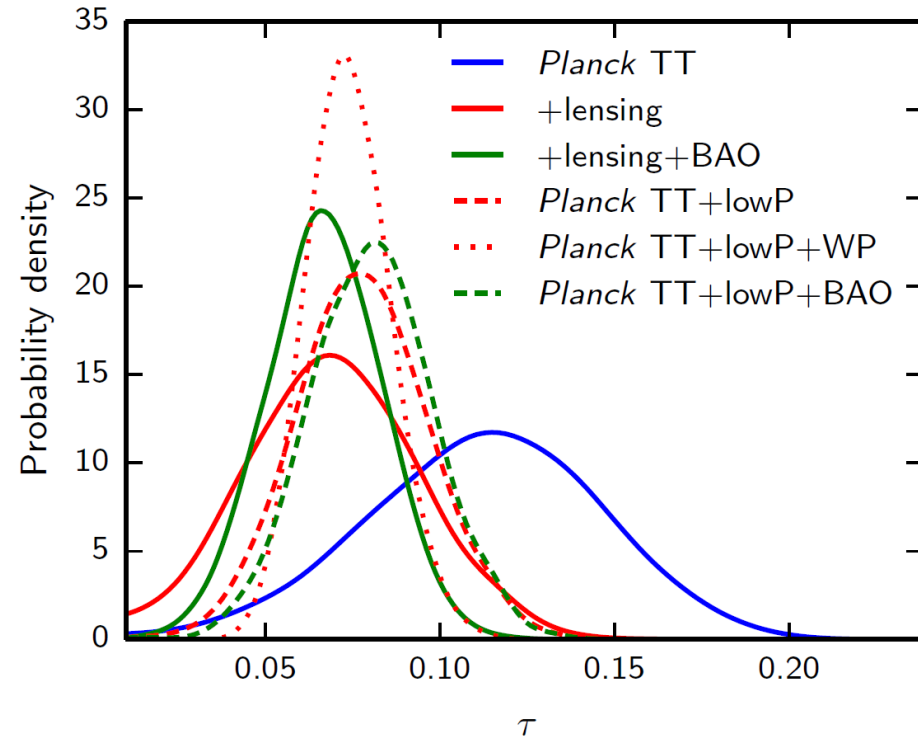 35
30
25
20
15
10
5
0
Probability density
Planck TT
+lensing
+lensing+BAO
Planck TT+lowP
Planck TT+lowP+WP
Planck TT+lowP+BAO
0.05 0.10 0.15 0.20
τ